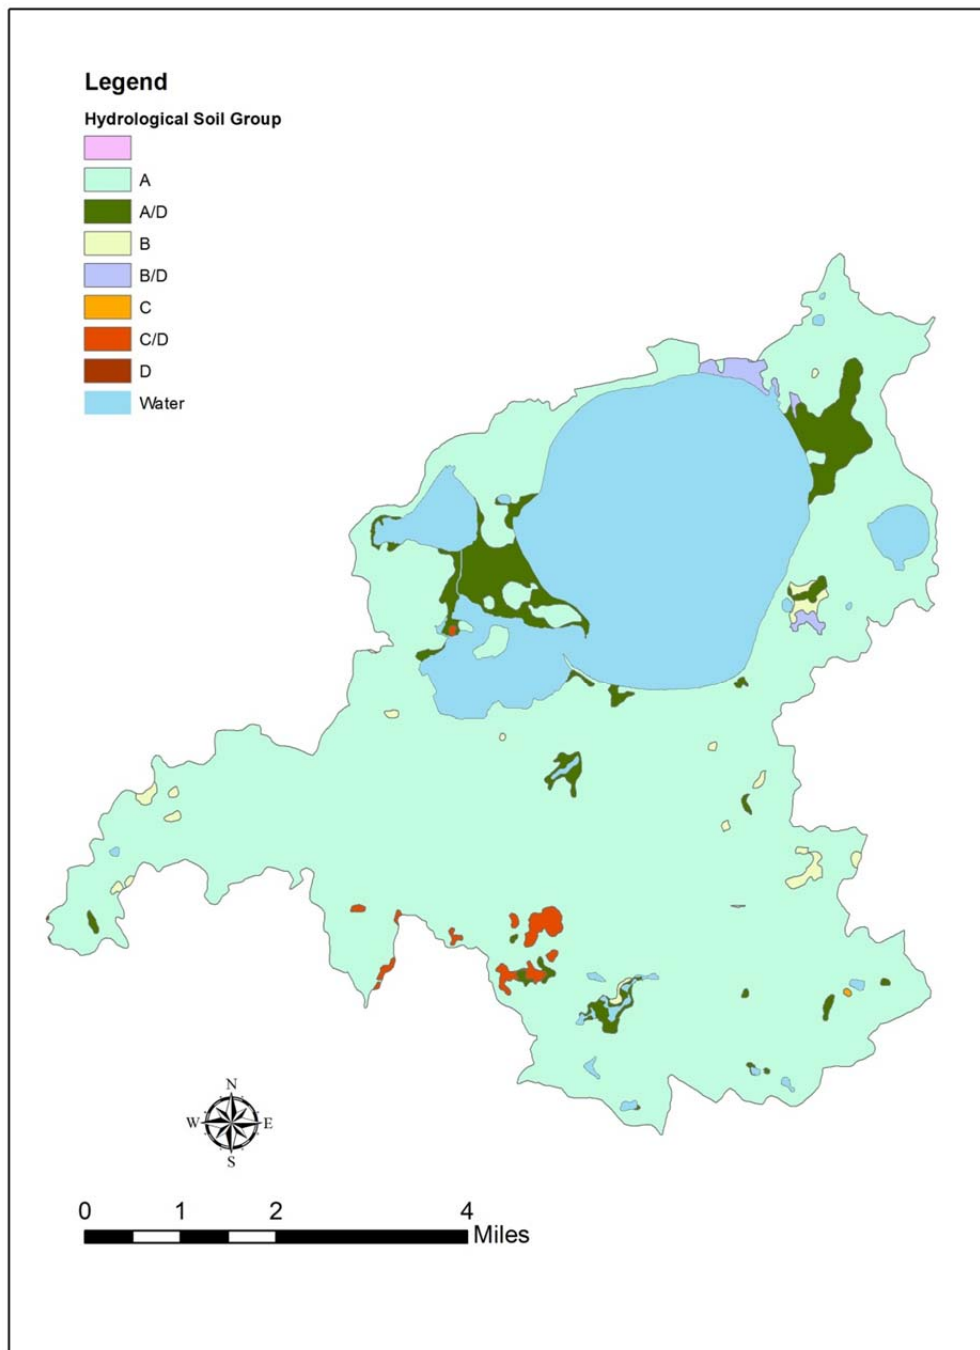 Legend
Hydrological Soil Group
A
A/D
B
B/D
C
C/D
D
Water
N
W E
S
0 1 2 4
Miles